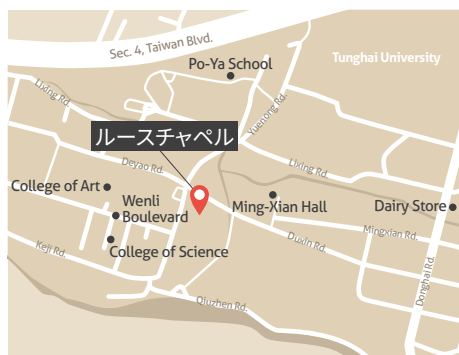 Sec. 4, Taiwan Blvd.
Tunghai University
Po-Ya School
Lixing Rd.
Yuenong Rd.
ルースチャペル
Deyao Rd.
Lixing Rd.
College of Art
Wenli
Boulevard
Ming-Xian Hall
Dairy Store
Mingxian Rd.
Duxin Rd.
Keji Rd.
College of Science
Donghai Rd.
Qiuzhen Rd.